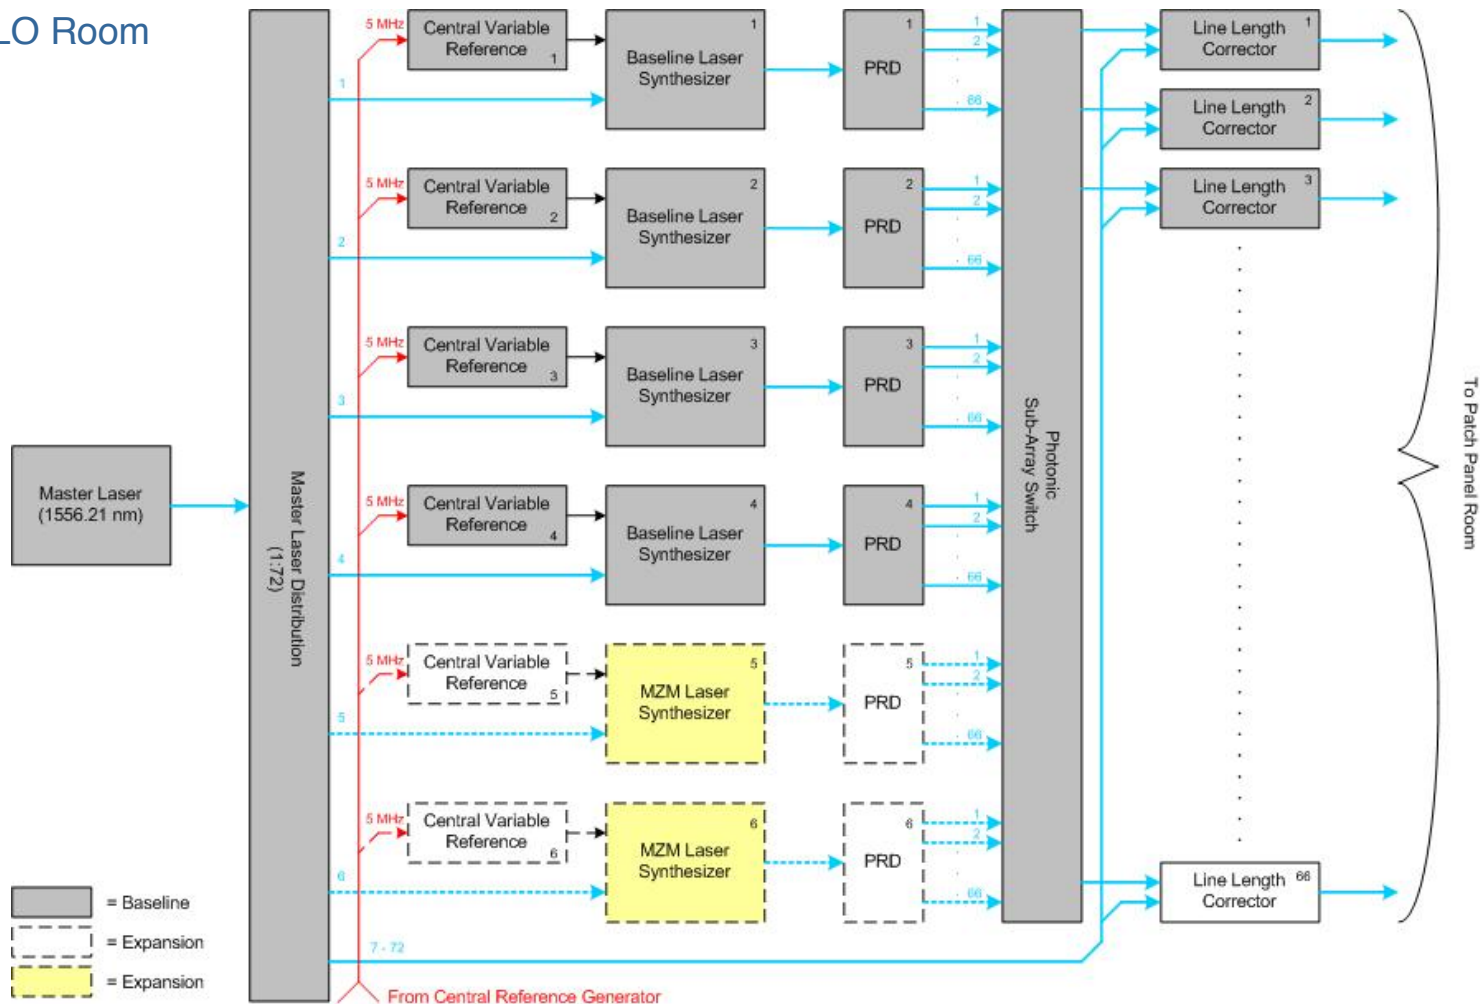 LO Room
5 MHz
Central Variable
Reference
1
1
Baseline Laser
Synthesizer
1
PRD
1
1
2
66
Line Length
Corrector
1
Line Length
Corrector
2
Line Length
Corrector
3
5 MHz
Central Variable
Reference
2
2
Baseline Laser
Synthesizer
2
PRD
2
1
2
66
5 MHz
Central Variable
Reference
3
3
Baseline Laser
Synthesizer
3
PRD
3
1
2
66
Master Laser
(1556.21 nm)
Master Laser Distribution
(1:72)
5 MHz
Central Variable
Reference
4
4
Baseline Laser
Synthesizer
4
PRD
4
1
2
66
Photonic
Sub-Array Switch
To Patch Panel Room
5 MHz
Central Variable
Reference
5
5
MZM Laser
Synthesizer
5
PRD
5
1
2
66
5 MHz
Central Variable
Reference
6
6
MZM Laser
Synthesizer
6
PRD
6
1
2
66
Line Length
Corrector
66
= Baseline
= Expansion
= Expansion
7 - 72
From Central Reference Generator